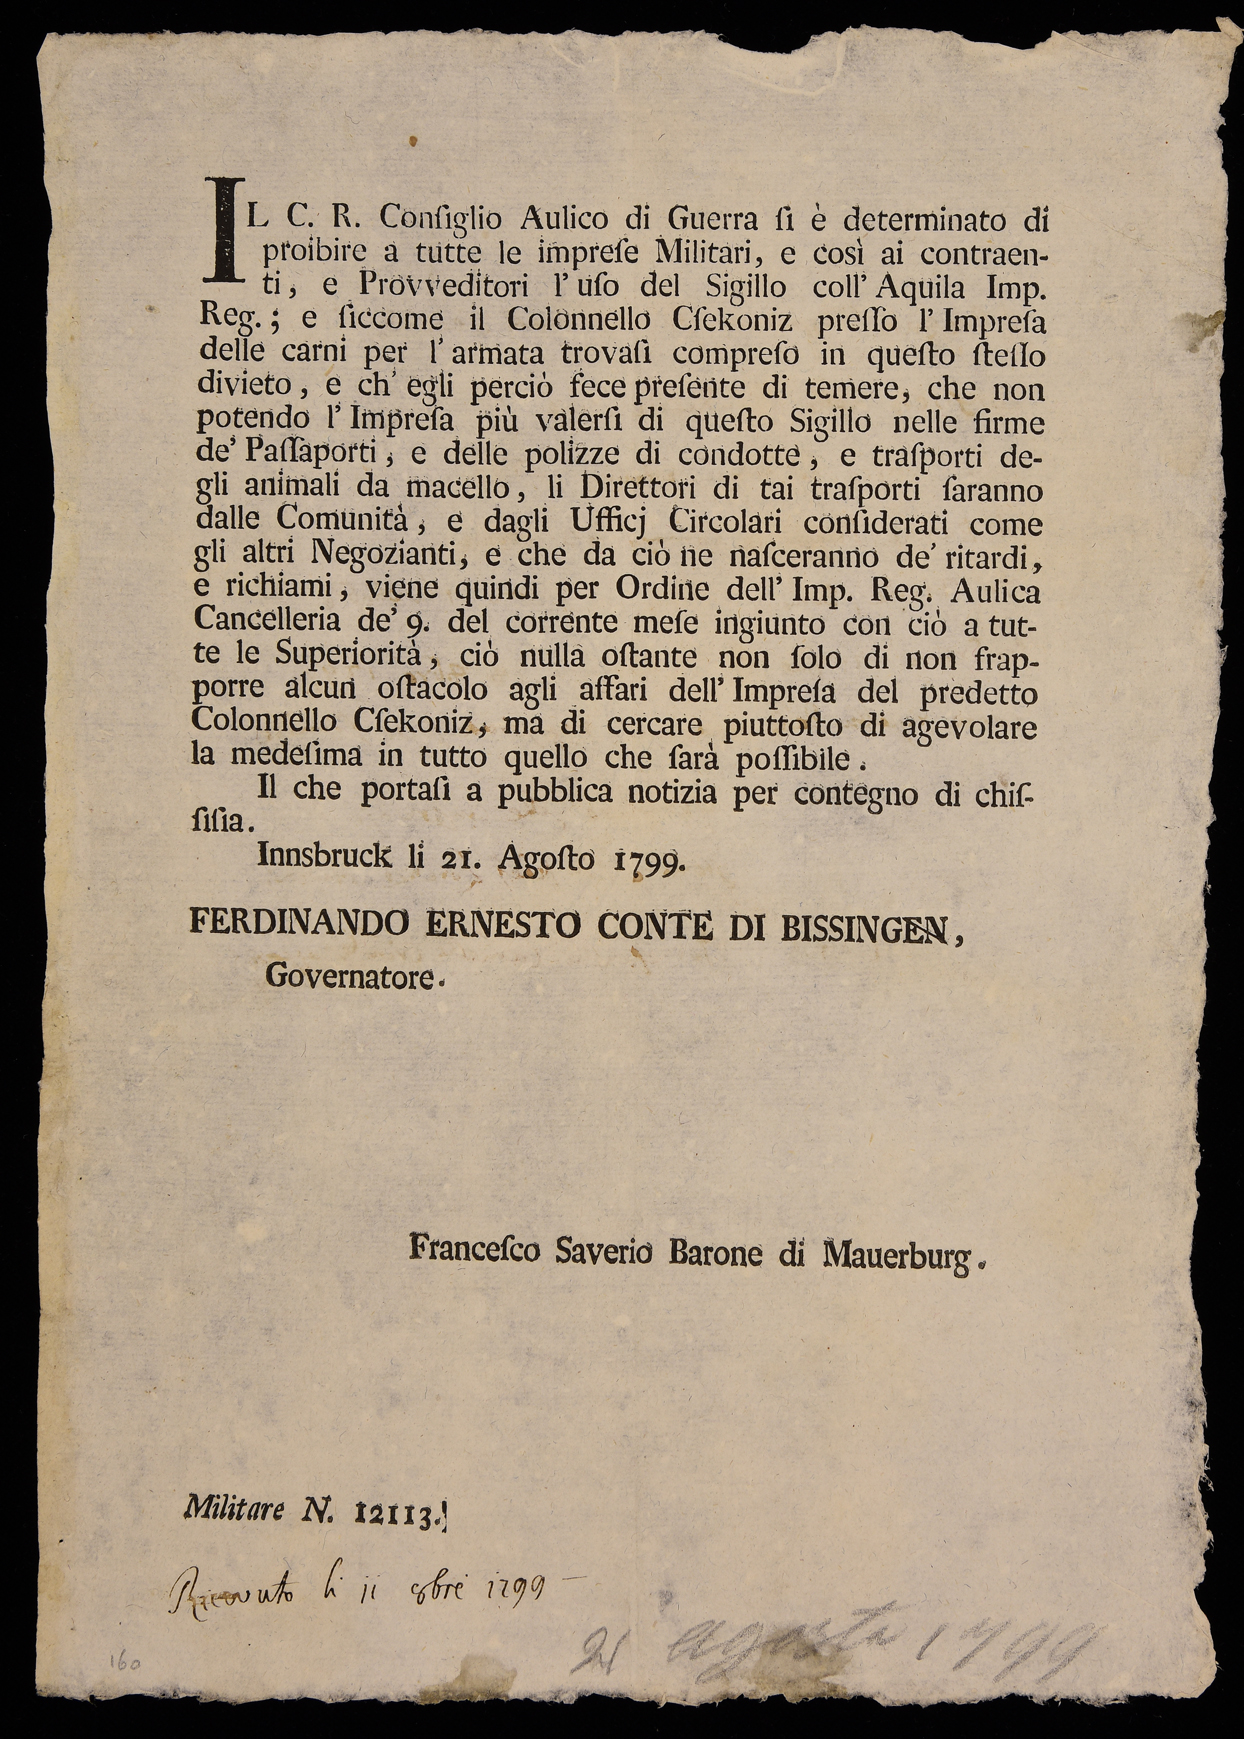 IL C. R. Conſiglio Aulico di Guerra ſi è determinato di
proibire a tutte le impreſe Militari, e così ai contraen-
ti, e Provveditori l'uſo del Sigillo coll'Aquila Imp.
Reg.; e ſiccome il Colonnello Cſekoniz preſſo l'Impreſa
delle carni per l'armata trovaſi compreſo in queſto ſteſſo
divieto, e ch'egli perciò fece preſente di temere, che non
potendo l'Impreſa più valerſi di queſto Sigillo nelle firme
de' Paſſaporti, e delle polizze di condotte, e traſporti de-
gli animali da macello, li Direttori di tai traſporti ſaranno
dalle Comunità, e dagli Ufficj Circolari conſiderati come
gli altri Negozianti, e che da ciò ne naſceranno de' ritardi,
e richiami, viene quindi per Ordine dell'Imp. Reg. Aulica
Cancelleria de' 9. del corrente meſe ingiunto con ciò a tut-
te le Superiorità, ciò nulla oſtante non ſolo di non frap-
porre alcun oſtacolo agli affari dell'Impreſa del predetto
Colonnello Cſekoniz, ma di cercare piuttoſto di agevolare
la medeſima in tutto quello che ſarà poſſibile.
Il che portaſi a pubblica notizia per contegno di chiſ-
ſiſia.
Innsbruck li 21. Agoſto 1799.
FERDINANDO ERNESTO CONTE DI BISSINGEN,
Governatore.
Franceſco Saverio Barone di Mauerburg.
Militare N. 12113.
Ricevuto li 11 8bre 1799
21 agosto 1799
160